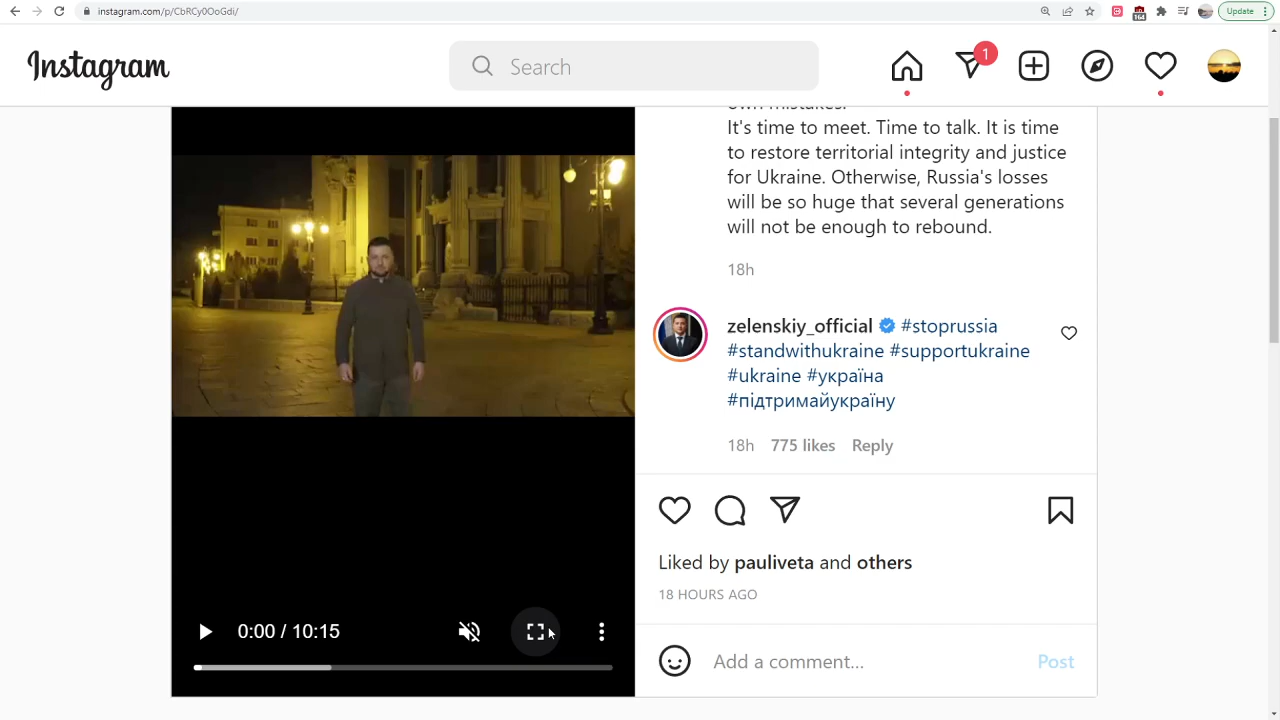 instagram.com/p/CbRCy0OoGdi/
164
Update
Instagram
Search
1
own mistakes.
It's time to meet. Time to talk. It is time
to restore territorial integrity and justice
for Ukraine. Otherwise, Russia's losses
will be so huge that several generations
will not be enough to rebound.
18h
zelenskiy_official #stoprussia
#standwithukraine #supportukraine
#ukraine #україна
#підтримайукраїну
18h 775 likes Reply
Liked by pauliveta and others
18 HOURS AGO
0:00 / 10:15
Add a comment...
Post